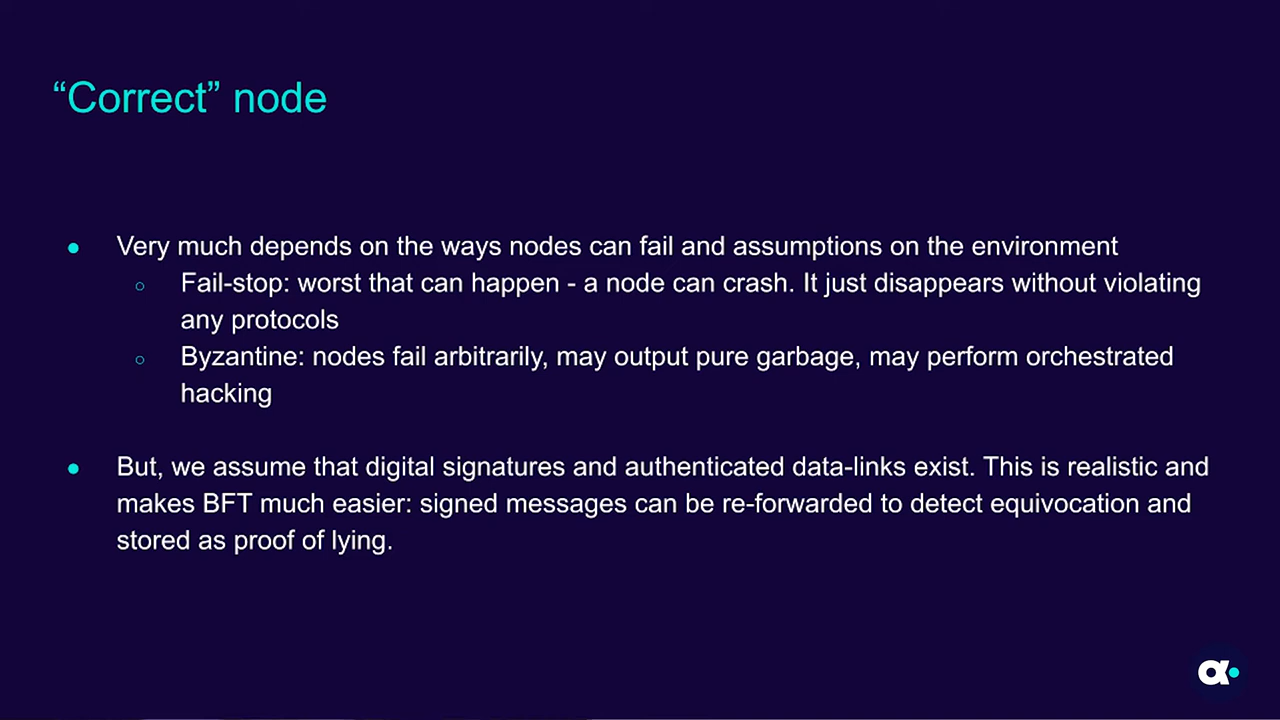 “Correct” node
● Very much depends on the ways nodes can fail and assumptions on the environment
○ Fail-stop: worst that can happen - a node can crash. It just disappears without violating
any protocols
○ Byzantine: nodes fail arbitrarily, may output pure garbage, may perform orchestrated
hacking
● But, we assume that digital signatures and authenticated data-links exist. This is realistic and
makes BFT much easier: signed messages can be re-forwarded to detect equivocation and
stored as proof of lying.